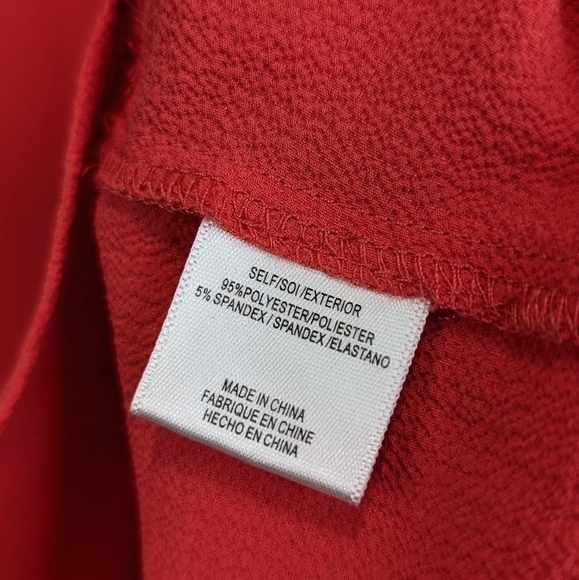 SELF/SOI/EXTERIOR
95%POLYESTER/POLIESTER
5% SPANDEX/SPANDEX/ELASTANO
MADE IN CHINA
FABRIQUE EN CHINE
HECHO EN CHINA